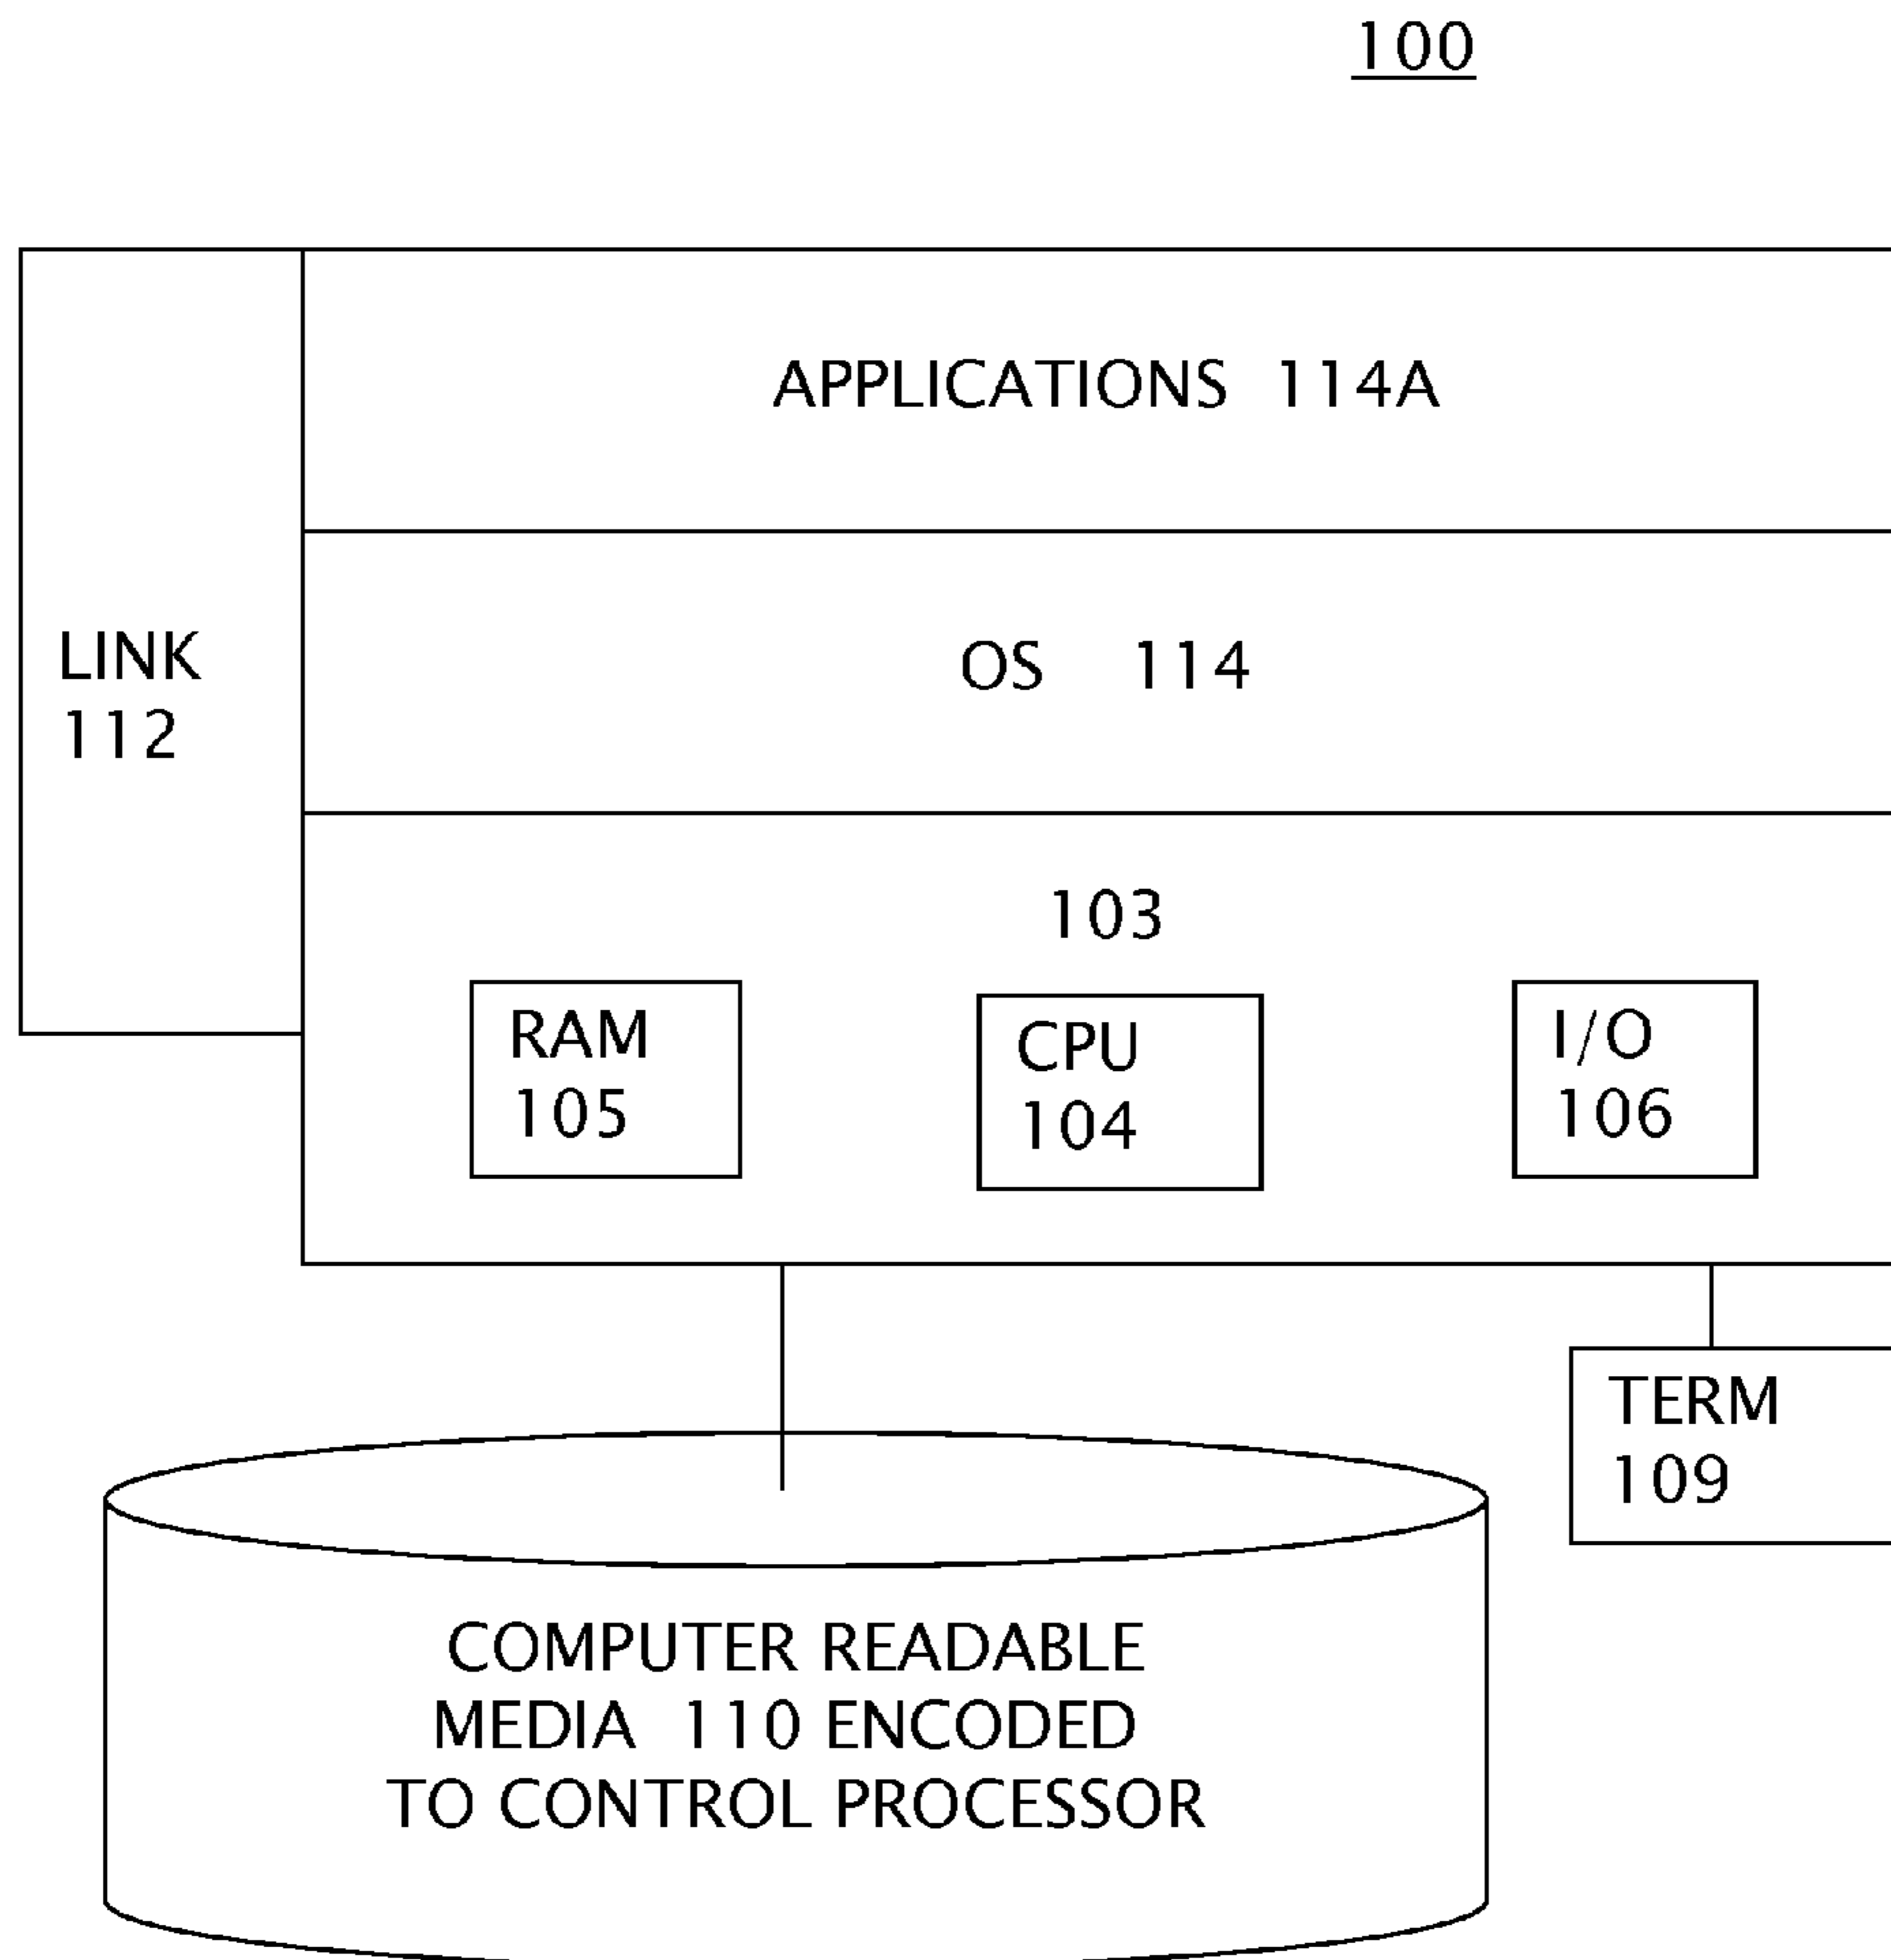 100
APPLICATIONS 114A
LINK
112
OS 114
103
RAM
105
CPU
104
I/O
106
TERM
109
COMPUTER READABLE
MEDIA 110 ENCODED
TO CONTROL PROCESSOR